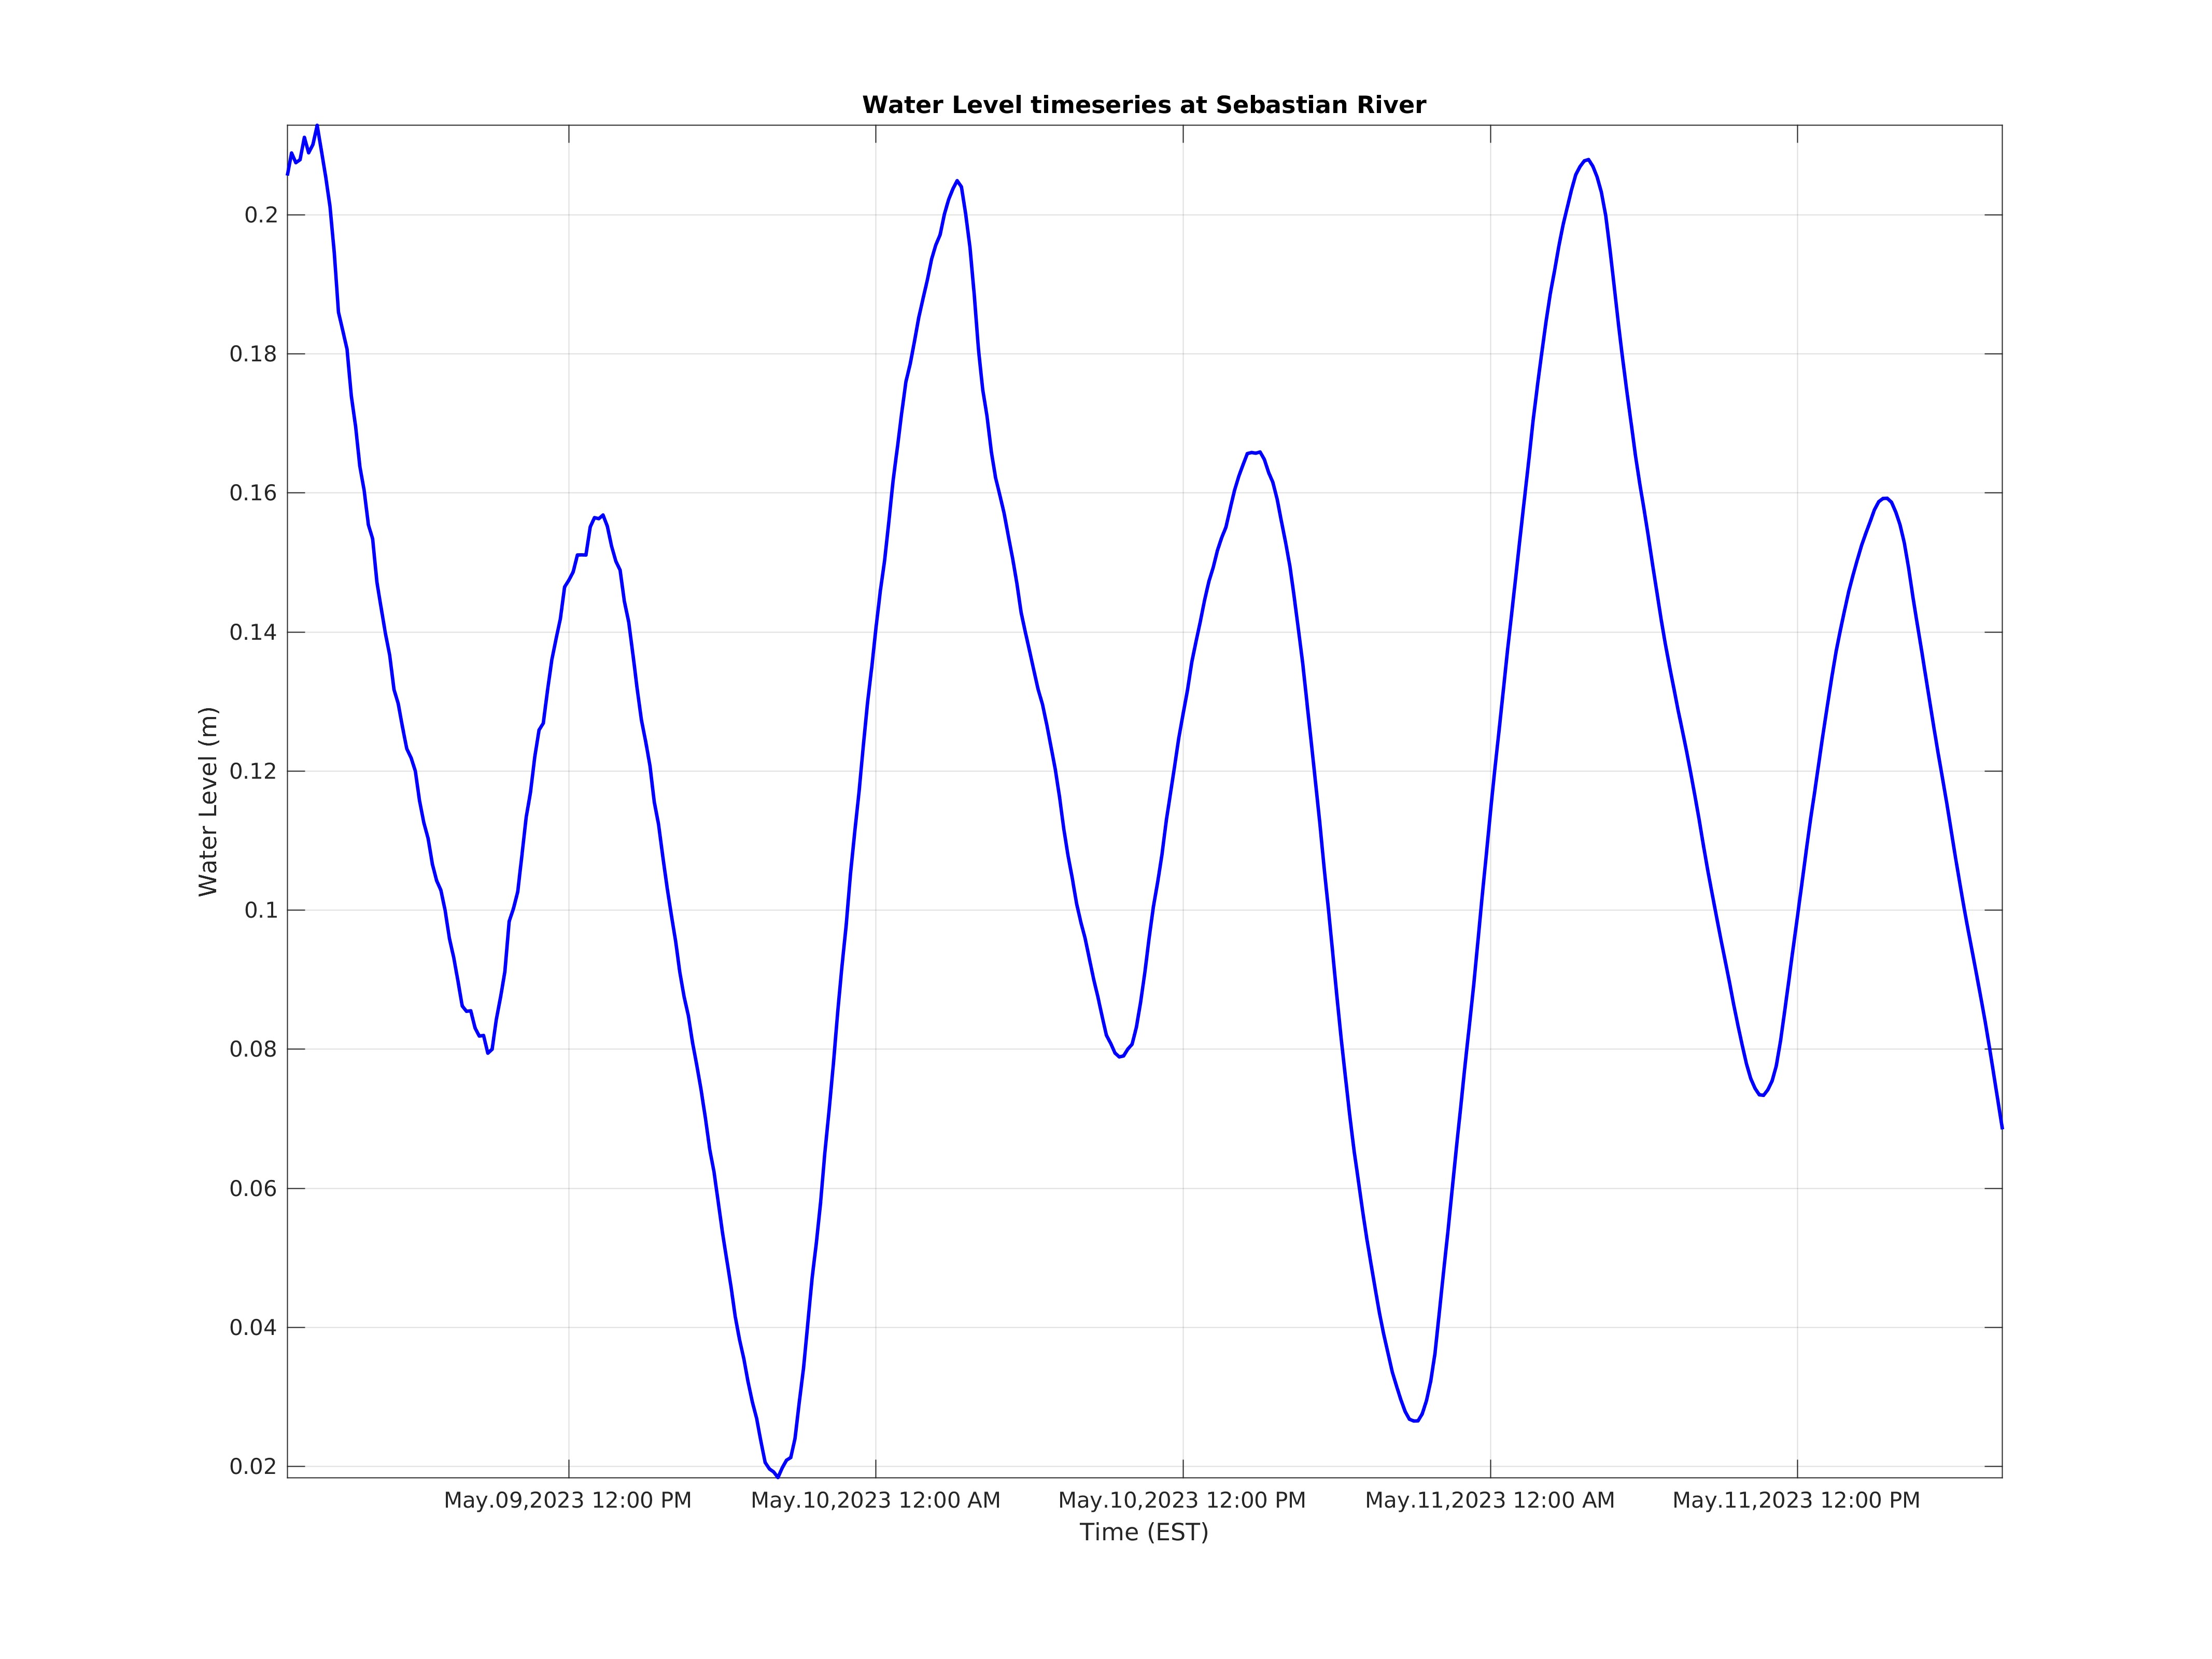 Water Level timeseries at Sebastian River
0.2
0.18
0.16
0.14
0.12
0.1
0.08
0.06
0.04
0.02
Water Level (m)
May.09,2023 12:00 PM
May.10,2023 12:00 AM
May.10,2023 12:00 PM
May.11,2023 12:00 AM
May.11,2023 12:00 PM
Time (EST)